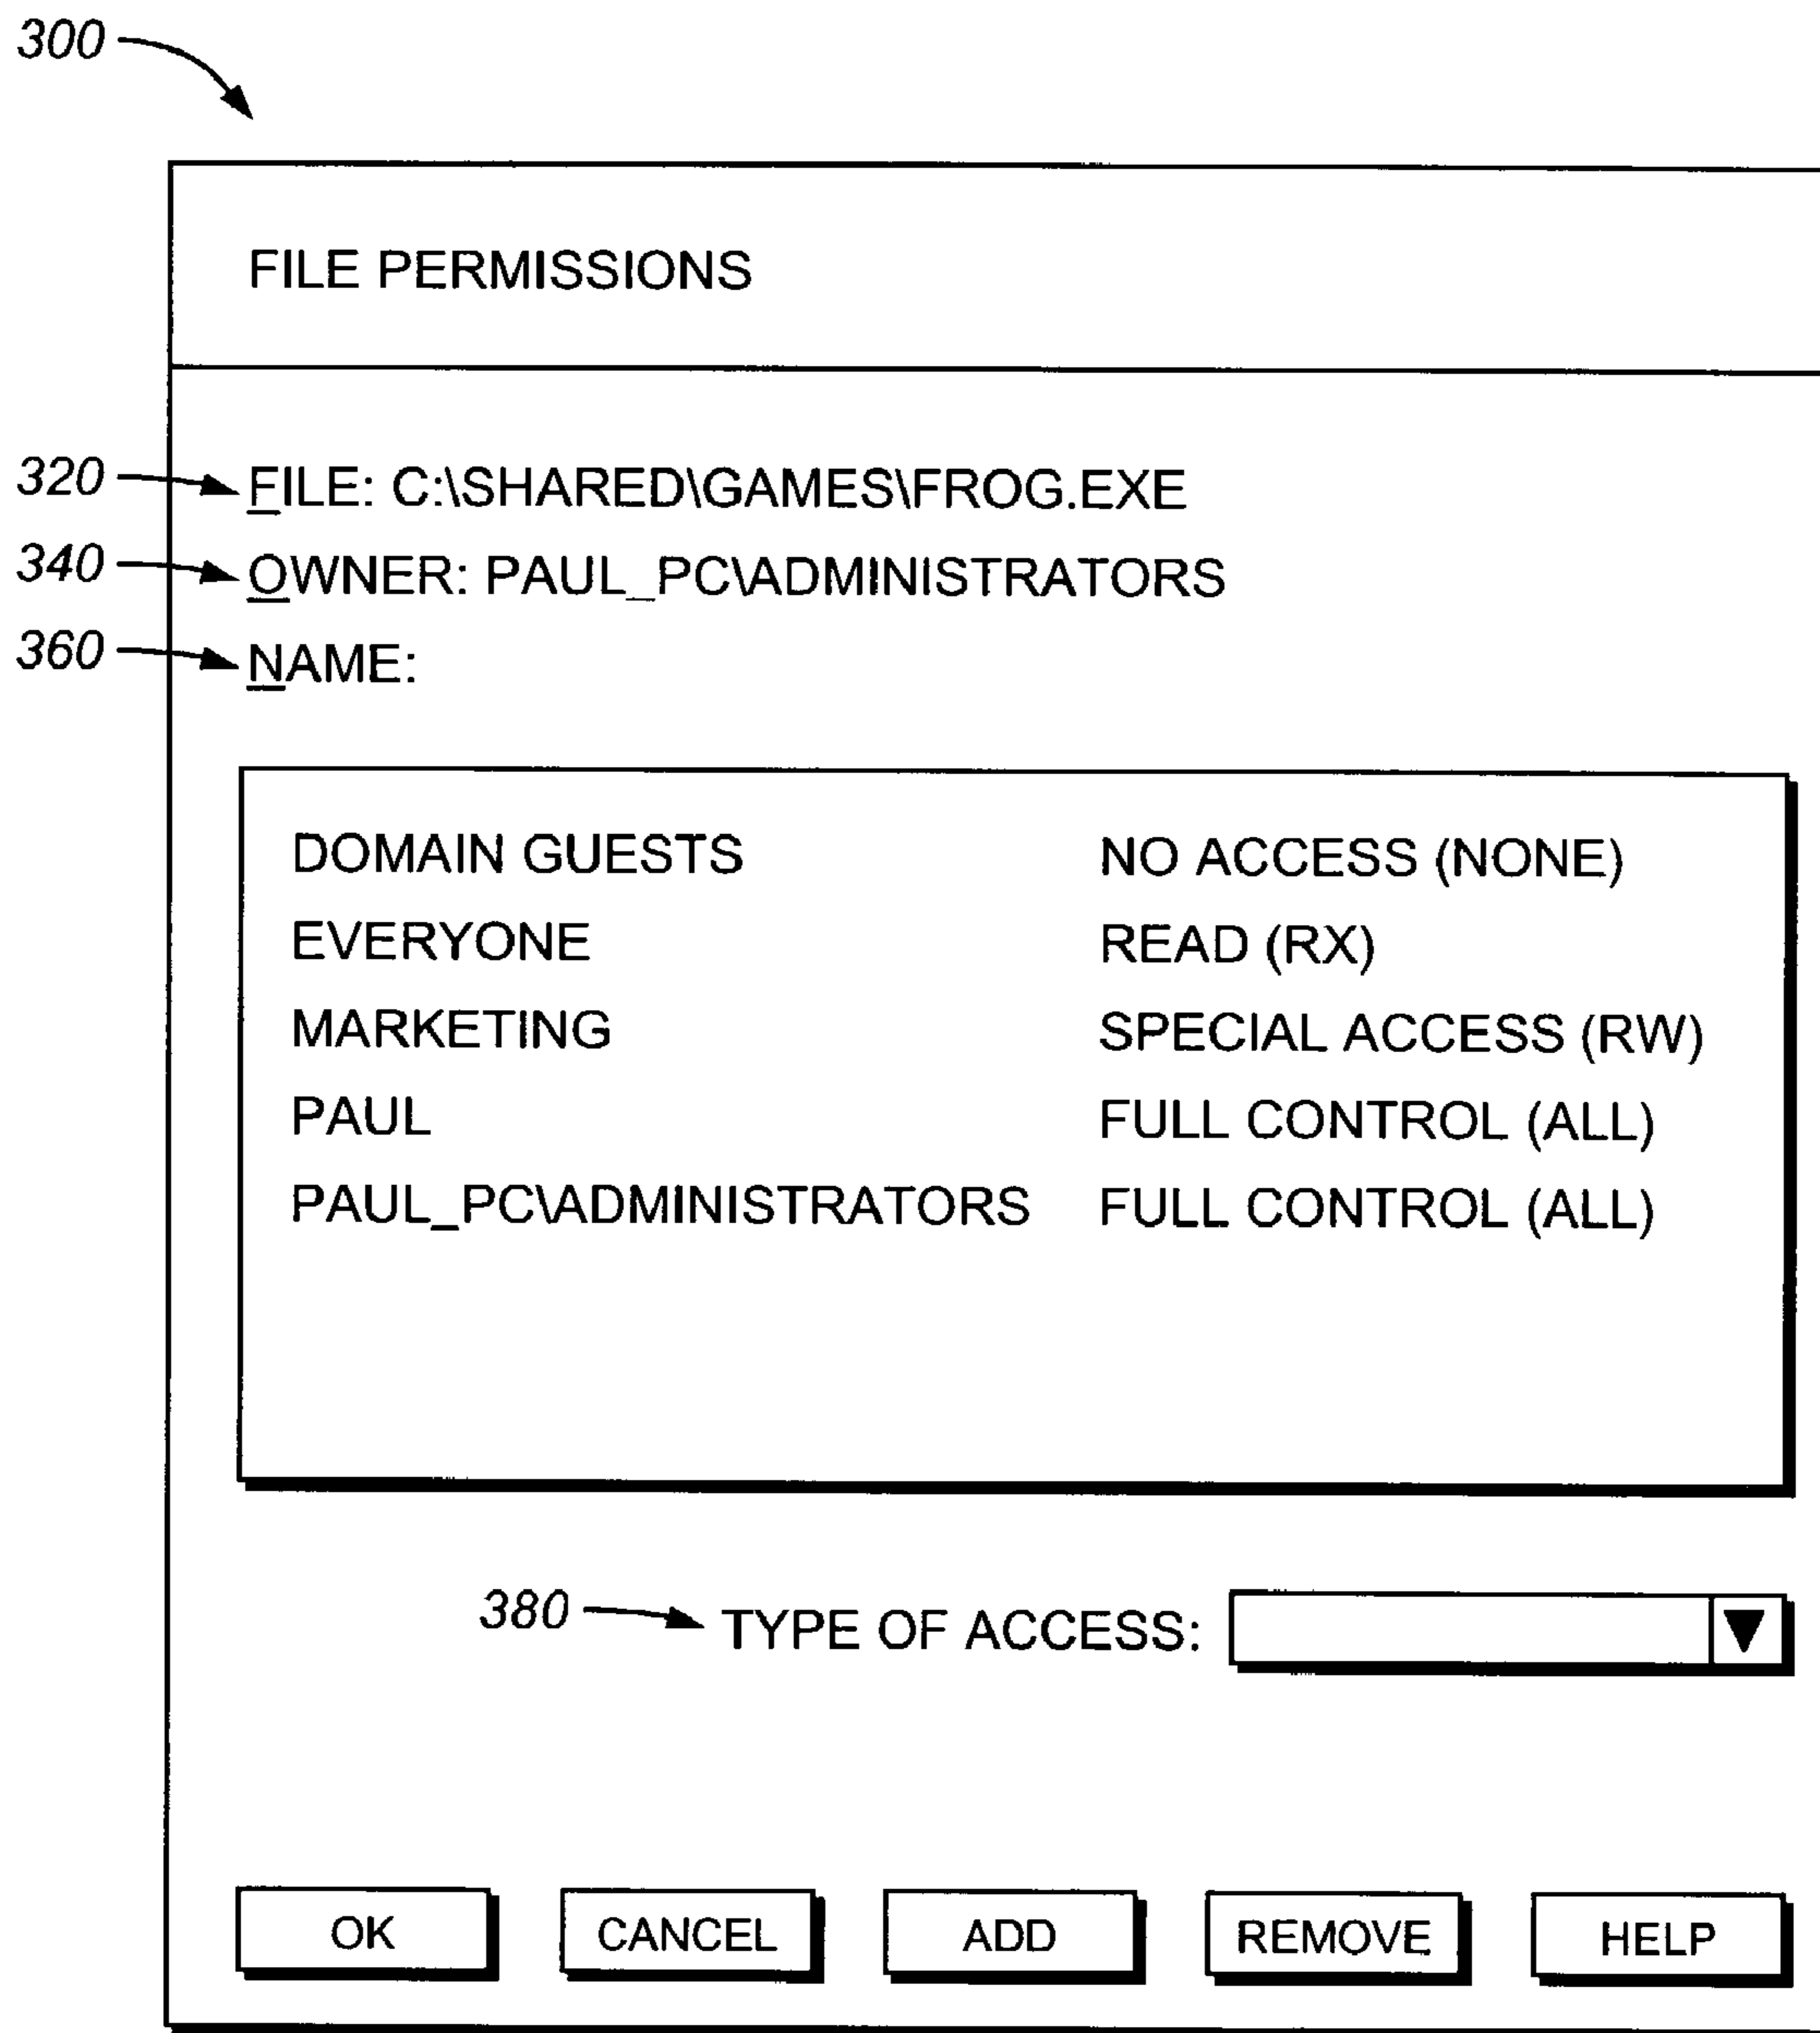 300
FILE PERMISSIONS
320 FILE: C:\SHARED\GAMES\FROG.EXE
340 OWNER: PAUL_PC\ADMINISTRATORS
360 NAME:
DOMAIN GUESTS NO ACCESS (NONE)
EVERYONE READ (RX)
MARKETING SPECIAL ACCESS (RW)
PAUL FULL CONTROL (ALL)
PAUL_PC\ADMINISTRATORS FULL CONTROL (ALL)
380 TYPE OF ACCESS:
OK CANCEL ADD REMOVE HELP